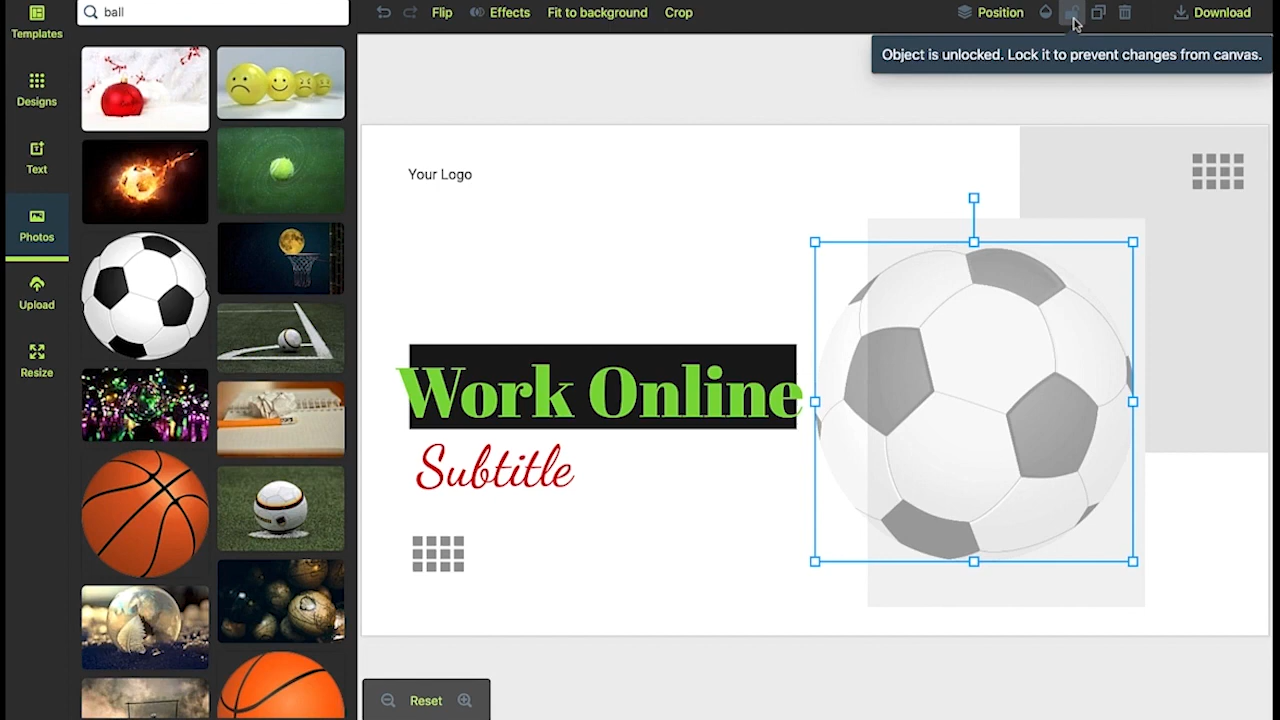 Templates
Designs
Text
Photos
Upload
Resize
ball
Flip
Effects
Fit to background
Crop
Position
Download
Object is unlocked. Lock it to prevent changes from canvas.
Your Logo
Work Online
Subtitle
Reset